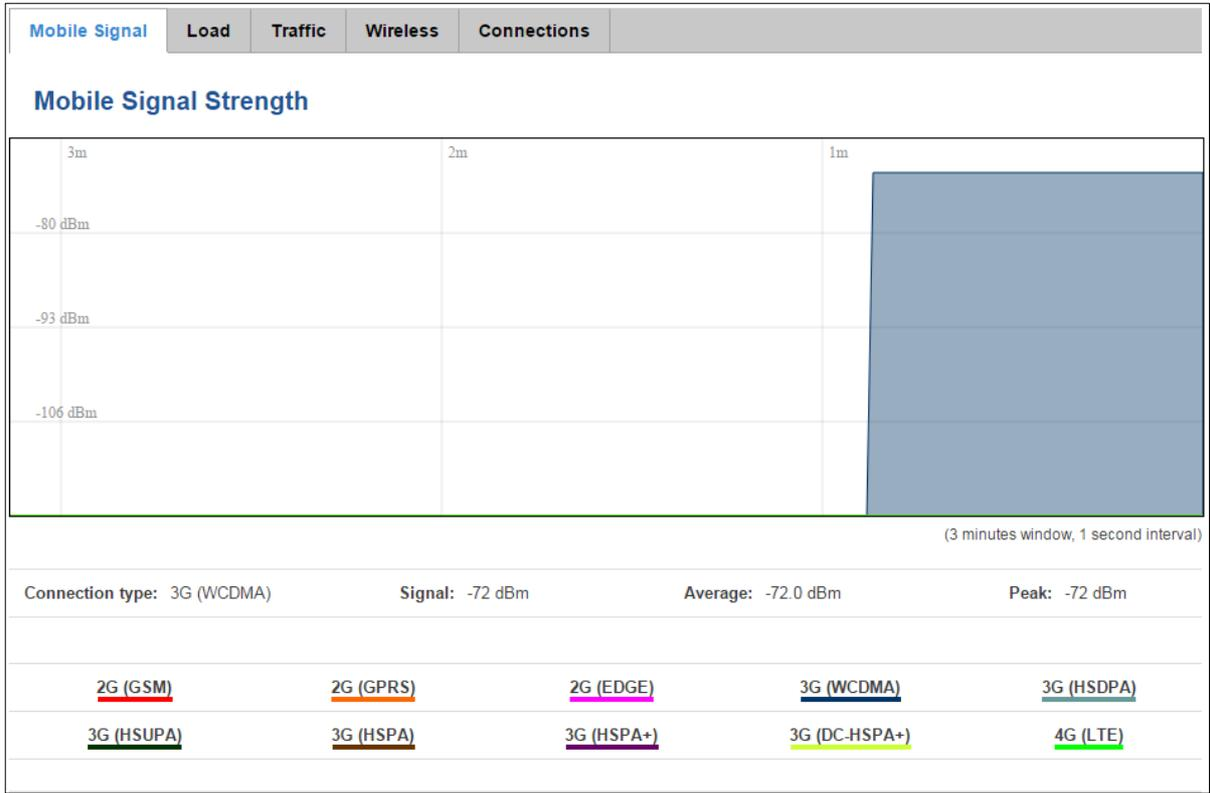 Mobile Signal Load Traffic Wireless Connections
Mobile Signal Strength
3m 2m 1m
-80 dBm
-93 dBm
-106 dBm
(3 minutes window, 1 second interval)
Connection type: 3G (WCDMA) Signal: -72 dBm Average: -72.0 dBm Peak: -72 dBm
2G (GSM) 2G (GPRS) 2G (EDGE) 3G (WCDMA) 3G (HSDPA)
3G (HSUPA) 3G (HSPA) 3G (HSPA+) 3G (DC-HSPA+) 4G (LTE)